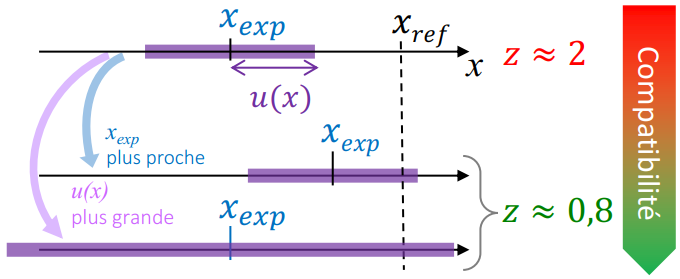 x_exp
x_ref
x
z ≈ 2
u(x)
x_exp
plus proche
x_exp
u(x)
plus grande
x_exp
z ≈ 0,8
Compatibilité